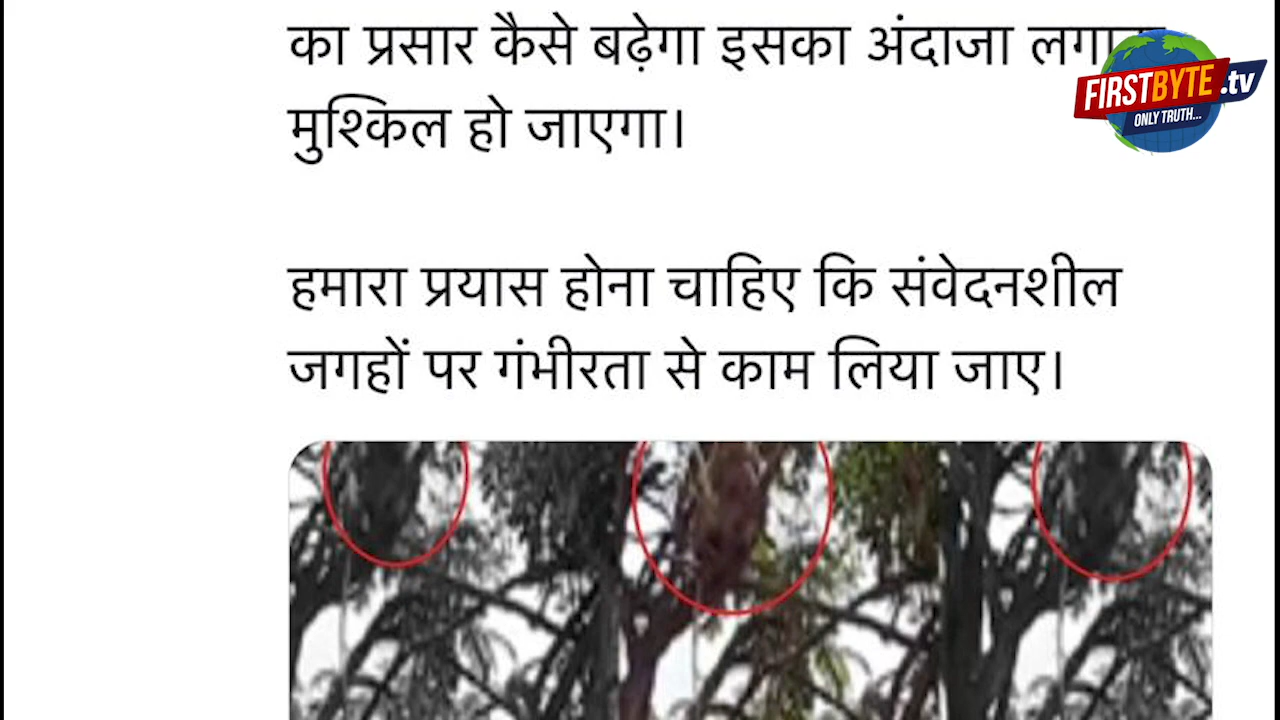 का प्रसार कैसे बढ़ेगा इसका अंदाजा
मुश्किल हो जाएगा।
हमारा प्रयास होना चाहिए कि संवेदनशील
जगहों पर गंभीरता से काम लिया जाए।
FIRSTBYTE.tv
ONLY TRUTH...